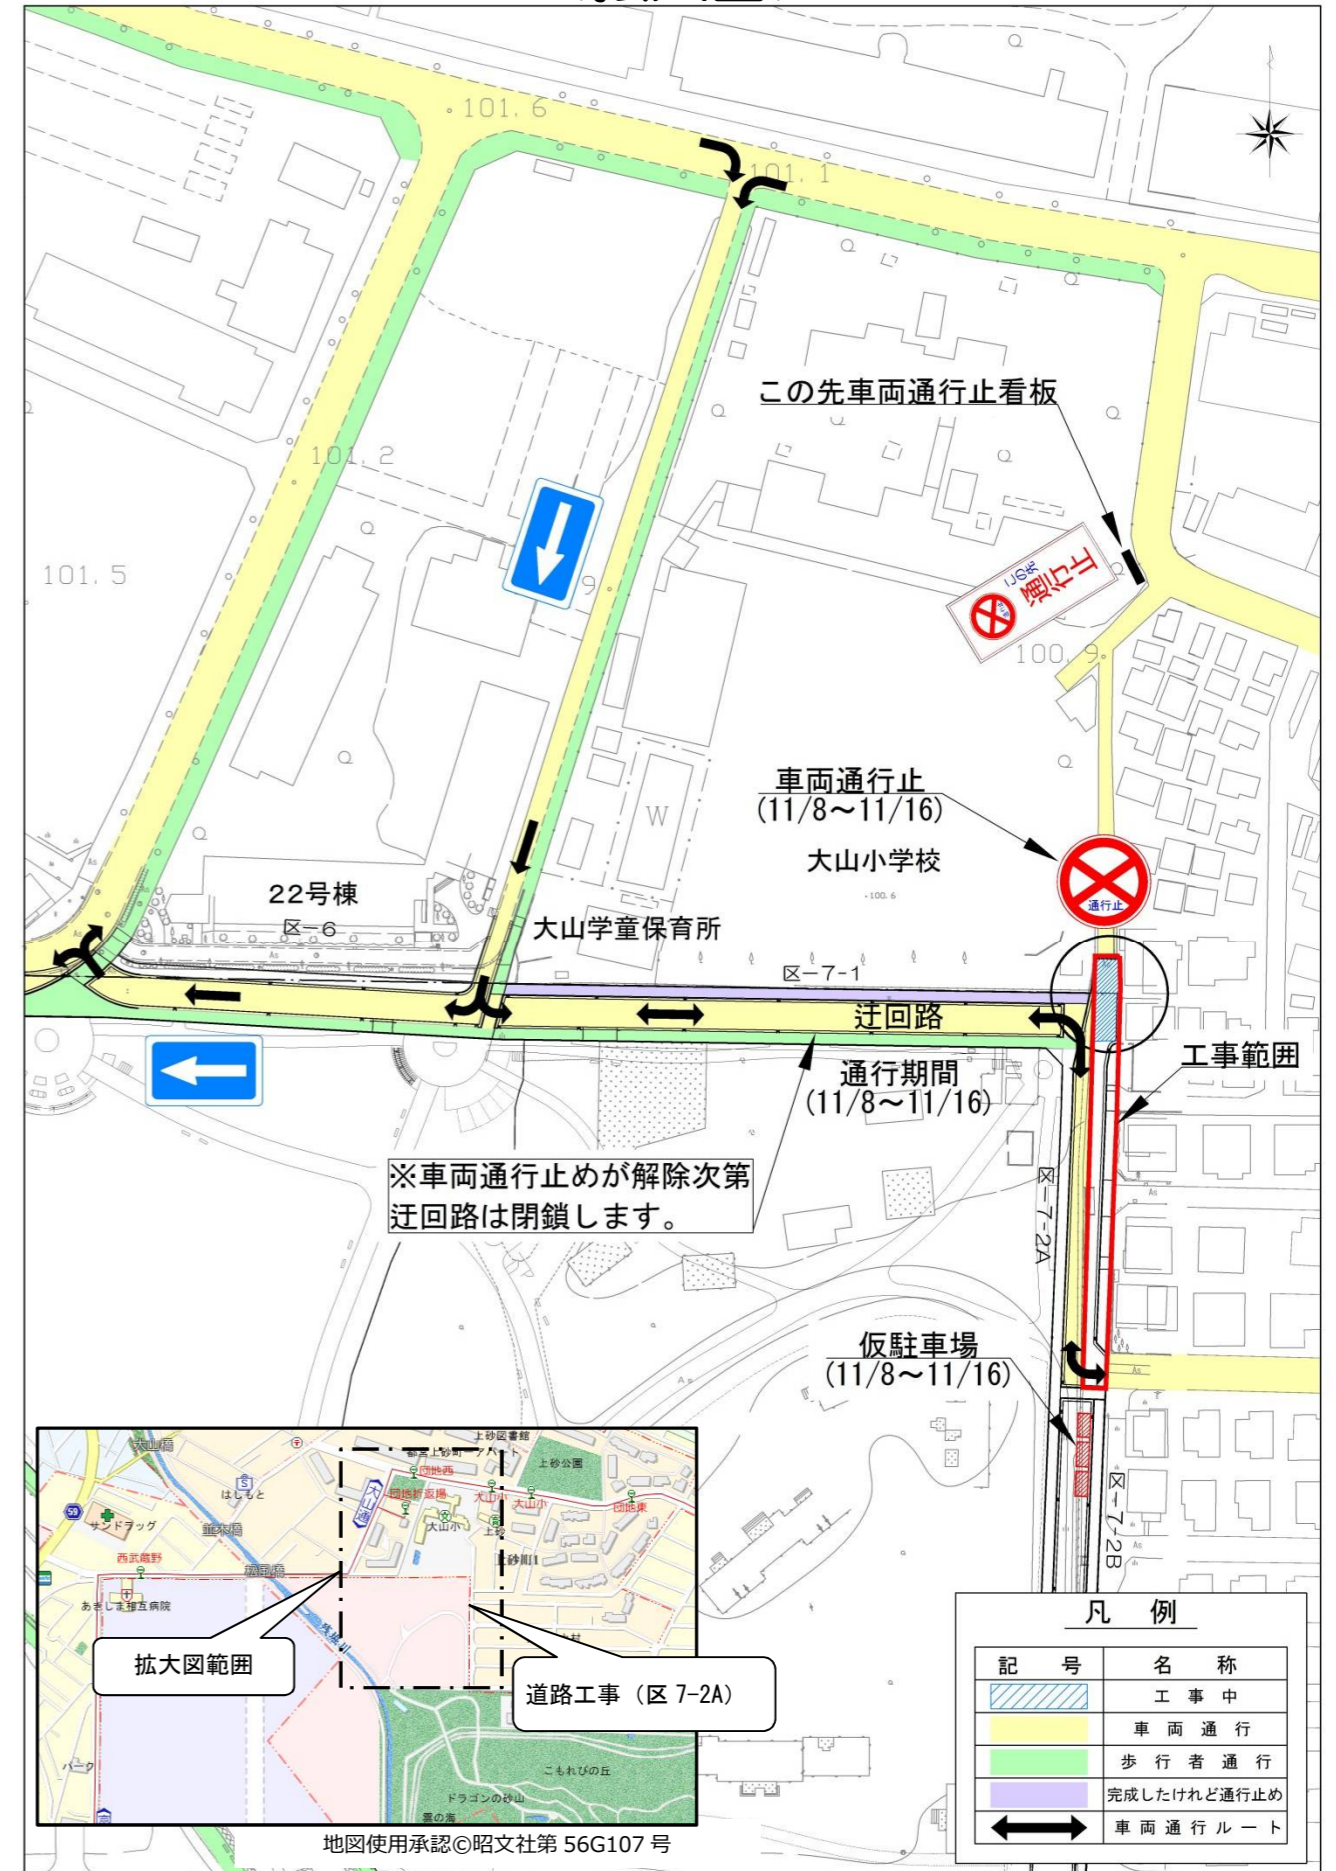 101.6
101.1
この先車両通行止看板
101.2
101.5
9
この先
通行止
100.9
車両通行止
(11/8～11/16)
大山小学校
・100.6
W
通行止
22号棟
区－6
大山学童保育所
区－7-1
迂回路
工事範囲
通行期間
(11/8～11/16)
※車両通行止めが解除次第
迂回路は閉鎖します。
区－7-2A
仮駐車場
(11/8～11/16)
区－7-2B
大山橋
上砂図書館
上砂公園
団地西
はしもと
大山通
団地折返場
大山小
大山小
団地東
59
サンドラッグ
大山小
上砂
西武蔵野
上砂町1
あきしま相互病院
残堀川
拡大図範囲
道路工事（区 7-2A）
パーク
こもれびの丘
ドラゴンの砂山
雲の海
地図使用承認©昭文社第 56G107 号
凡 例
記 号 名 称
工 事 中
車 両 通 行
歩 行 者 通 行
完成したけれど通行止め
車 両 通 行 ル ー ト